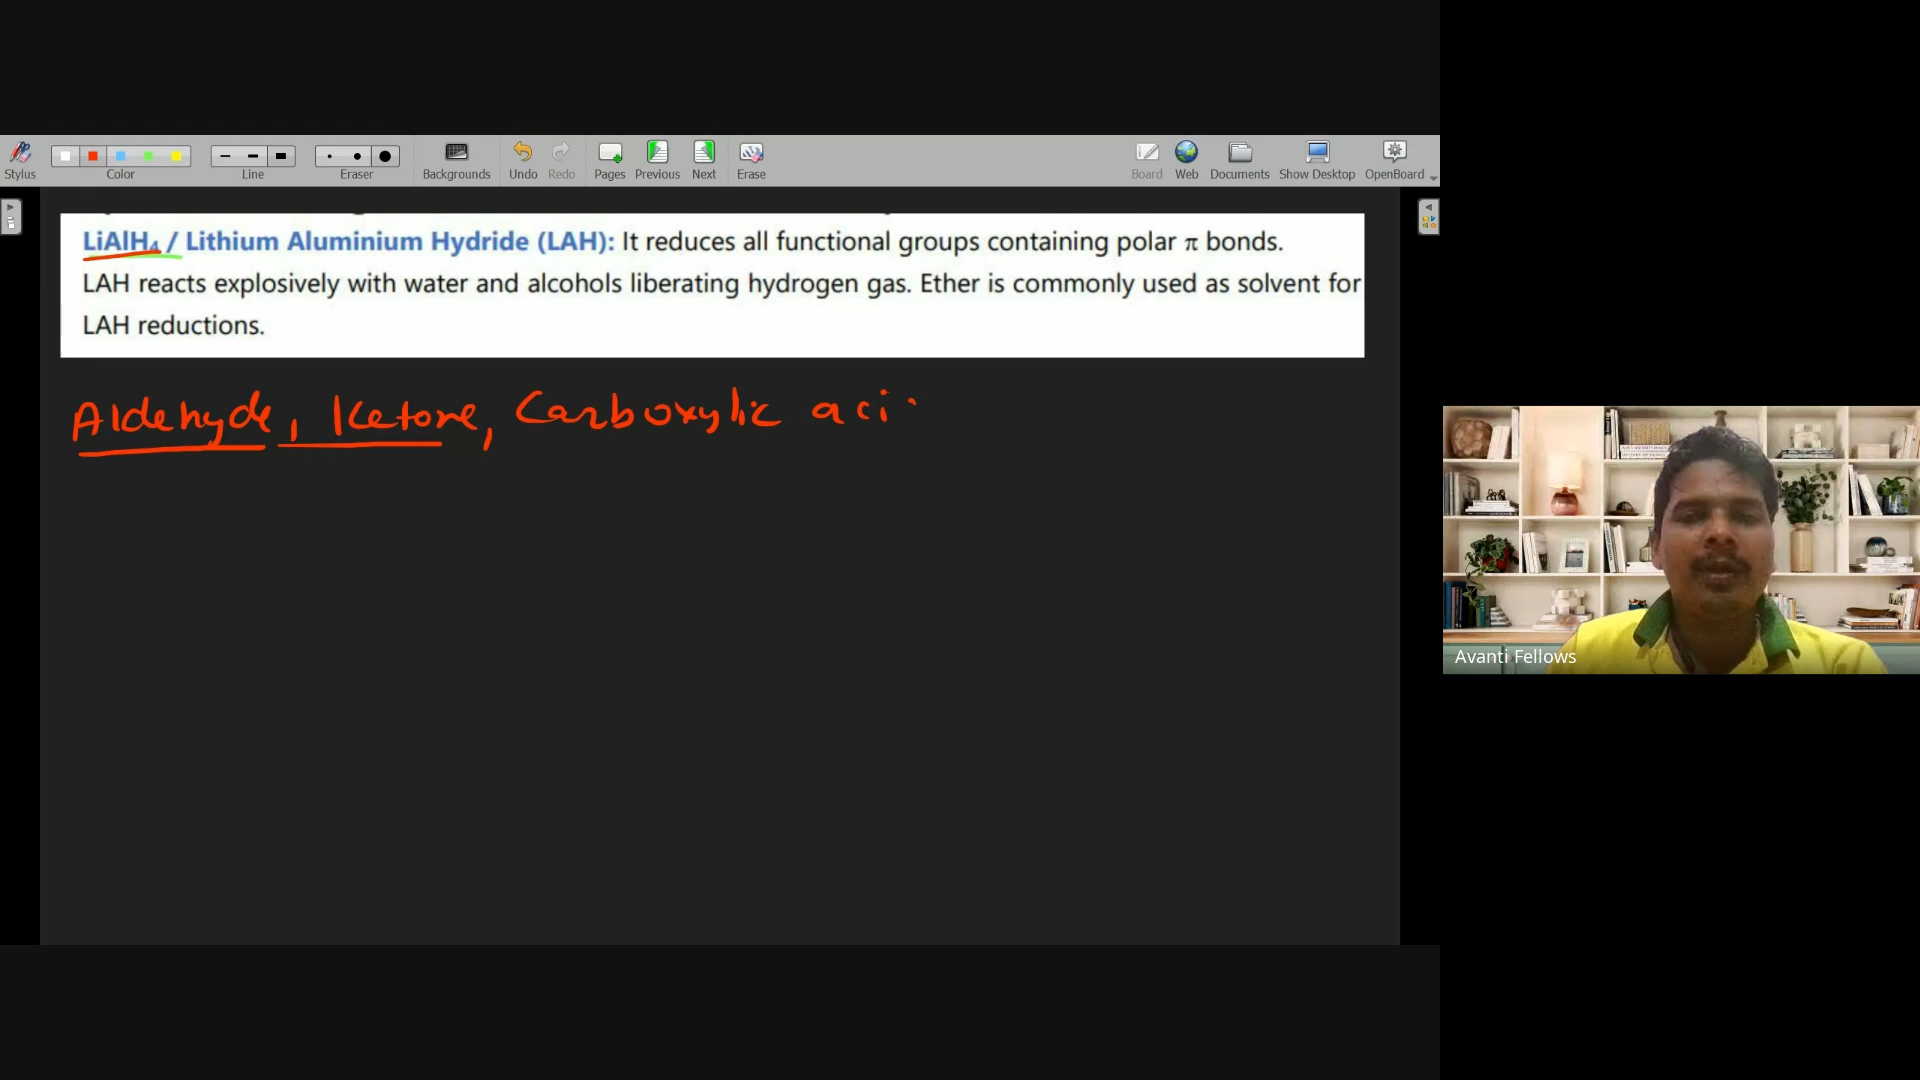 Stylus
Color
Line
Eraser
Backgrounds
Undo
Redo
Pages
Previous
Next
Erase
Board
Web
Documents
Show Desktop
OpenBoard
LiAlH₄ / Lithium Aluminium Hydride (LAH): It reduces all functional groups containing polar π bonds.
LAH reacts explosively with water and alcohols liberating hydrogen gas. Ether is commonly used as solvent for
LAH reductions.
Aldehyde, Ketone, Carboxylic aci
Avanti Fellows